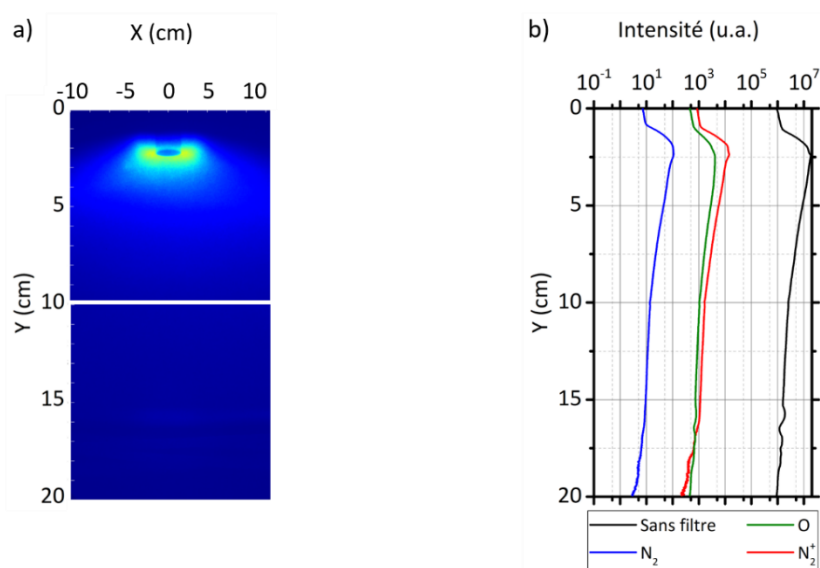 a)
X (cm)
-10 -5 0 5 10
0
5
10
15
20
Y (cm)
b)
Intensité (u.a.)
10⁻¹ 10¹ 10³ 10⁵ 10⁷
0
5
10
15
20
Y (cm)
Sans filtre O
N₂ N₂⁺